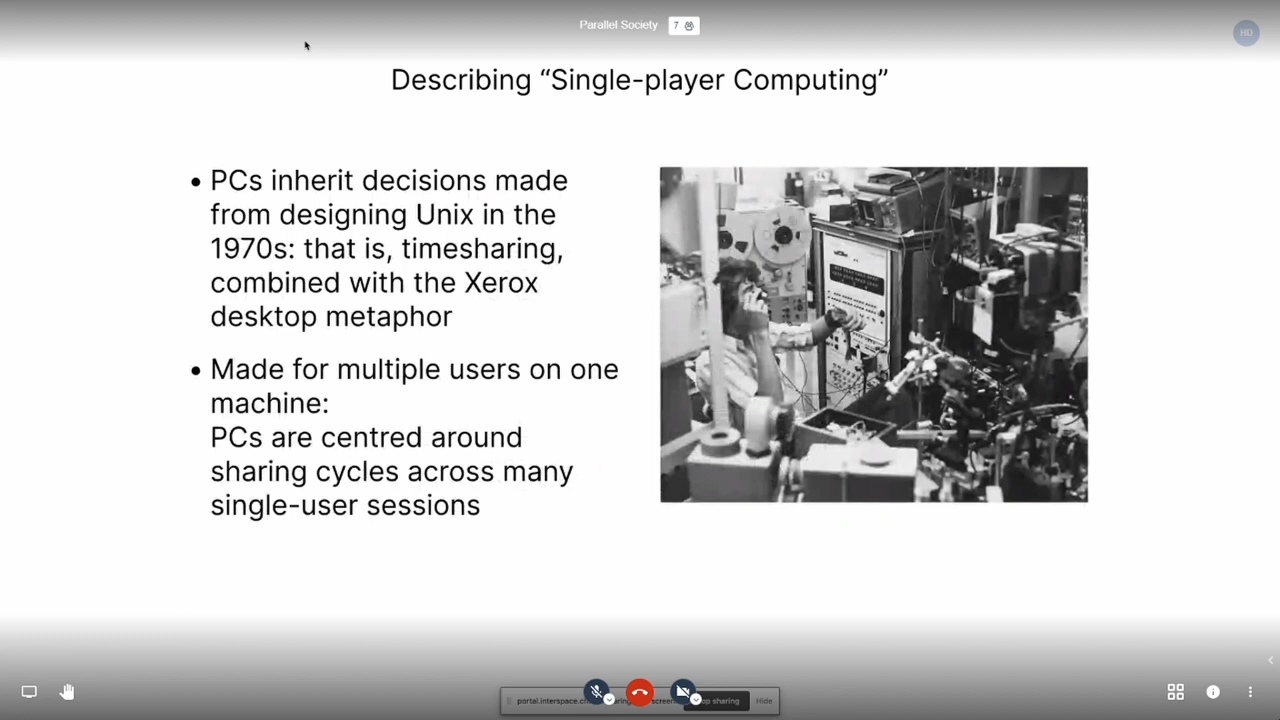 Parallel Society 7
HD
Describing “Single-player Computing”
• PCs inherit decisions made
from designing Unix in the
1970s: that is, timesharing,
combined with the Xerox
desktop metaphor
• Made for multiple users on one
machine:
PCs are centred around
sharing cycles across many
single-user sessions
sharing Hide